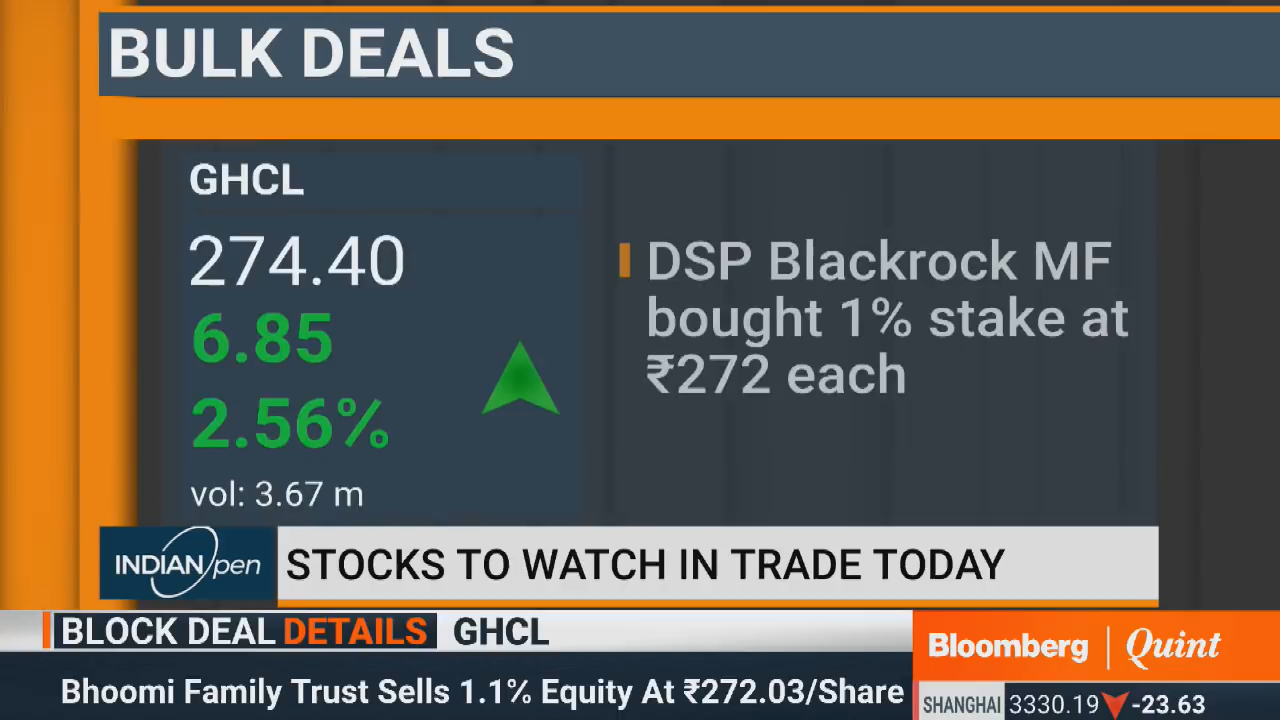 BULK DEALS
GHCL
274.40
6.85
2.56%
vol: 3.67 m
DSP Blackrock MF
bought 1% stake at
₹272 each
INDIAN Open
STOCKS TO WATCH IN TRADE TODAY
BLOCK DEAL DETAILS GHCL
Bhoomi Family Trust Sells 1.1% Equity At ₹272.03/Share
Bloomberg | Quint
SHANGHAI 3330.19 -23.63